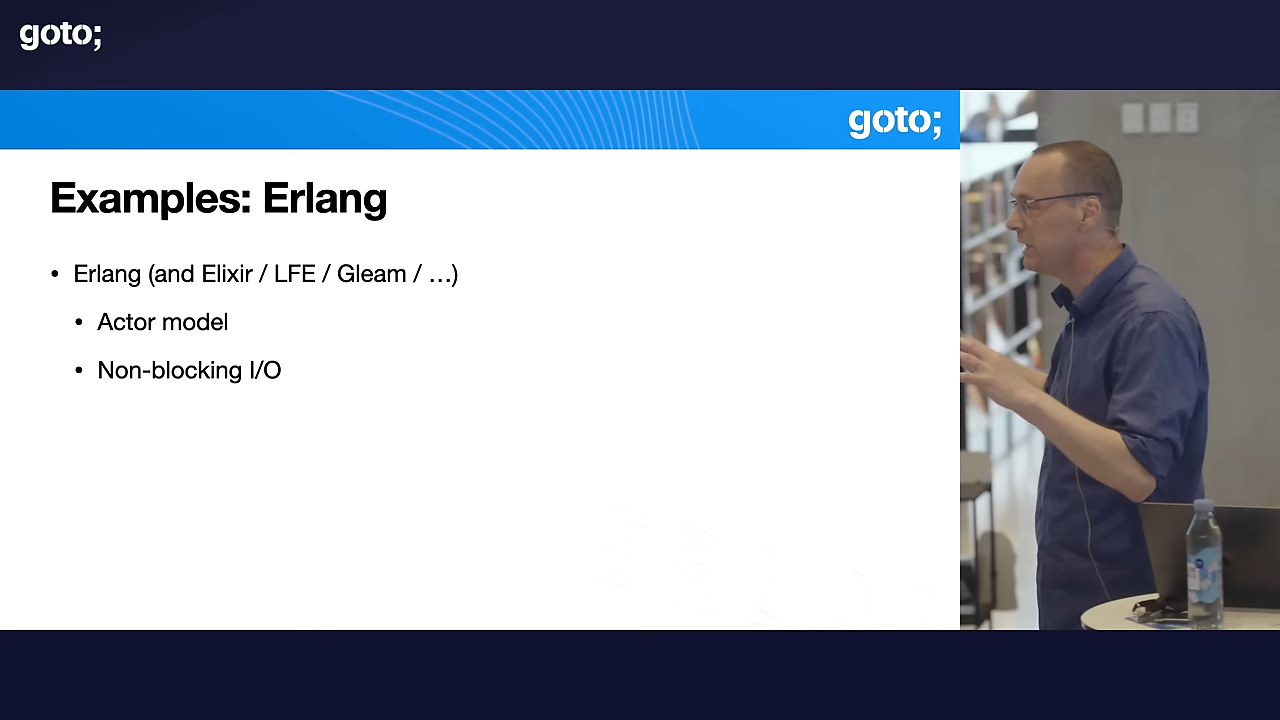 goto;
goto;
Examples: Erlang
• Erlang (and Elixir / LFE / Gleam / …)
• Actor model
• Non-blocking I/O